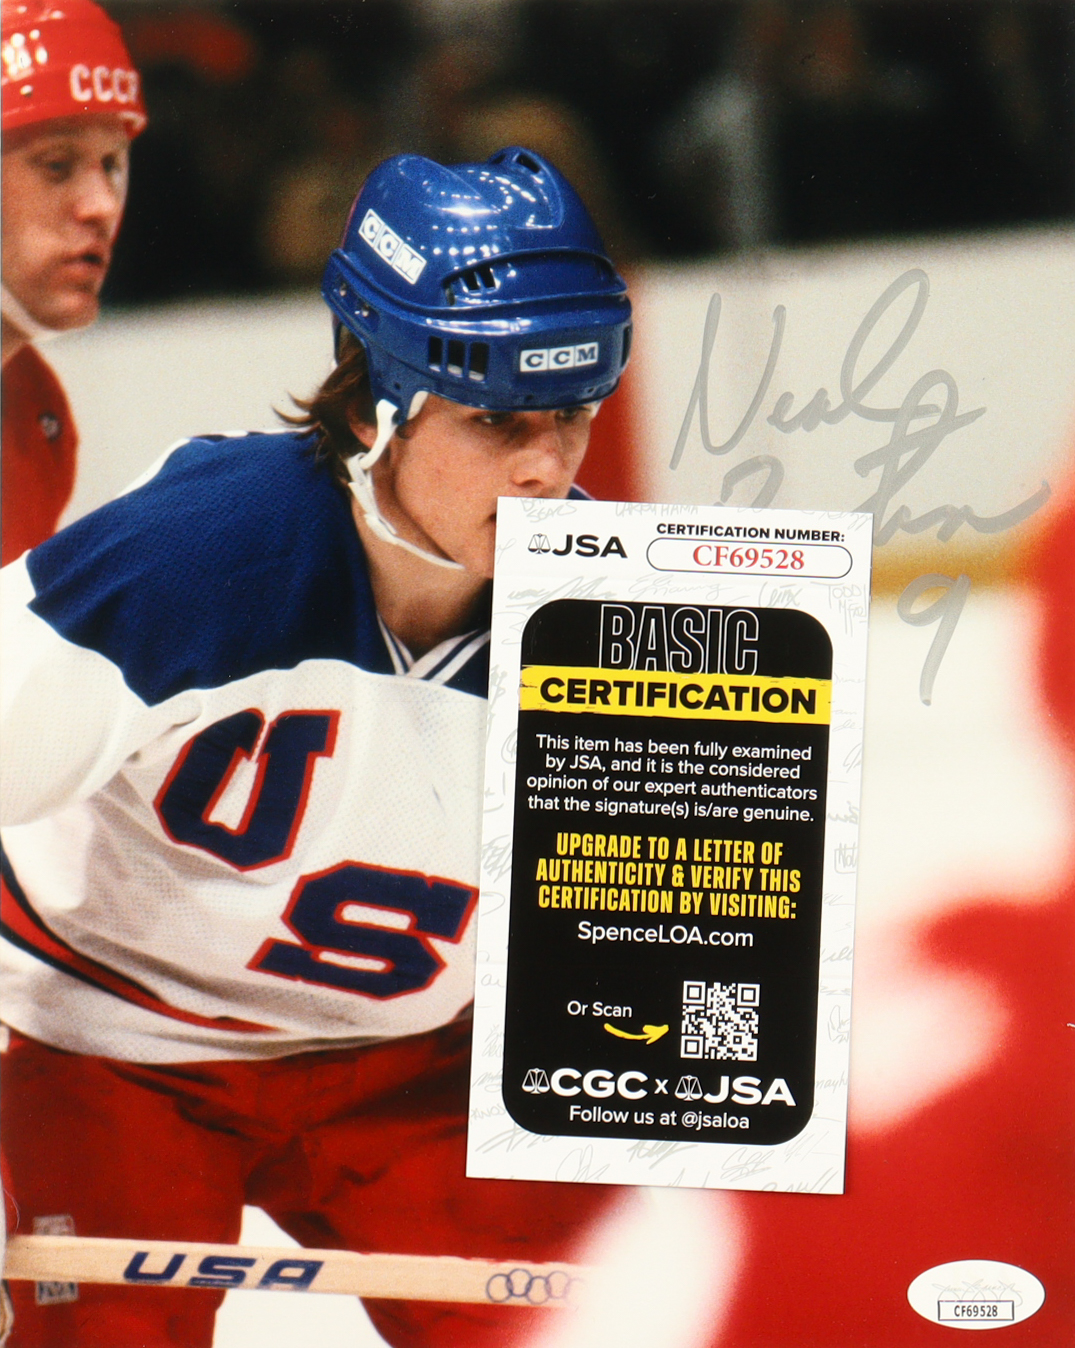 CCCP
CCM
CCM
Neal
Broten
9
JSA
CERTIFICATION NUMBER:
CF69528
BASIC
CERTIFICATION
This item has been fully examined
by JSA, and it is the considered
opinion of our expert authenticators
that the signature(s) is/are genuine.
UPGRADE TO A LETTER OF
AUTHENTICITY & VERIFY THIS
CERTIFICATION BY VISITING:
SpenceLOA.com
Or Scan
CGC x JSA
Follow us at @jsaloa
US
USA
CF69528